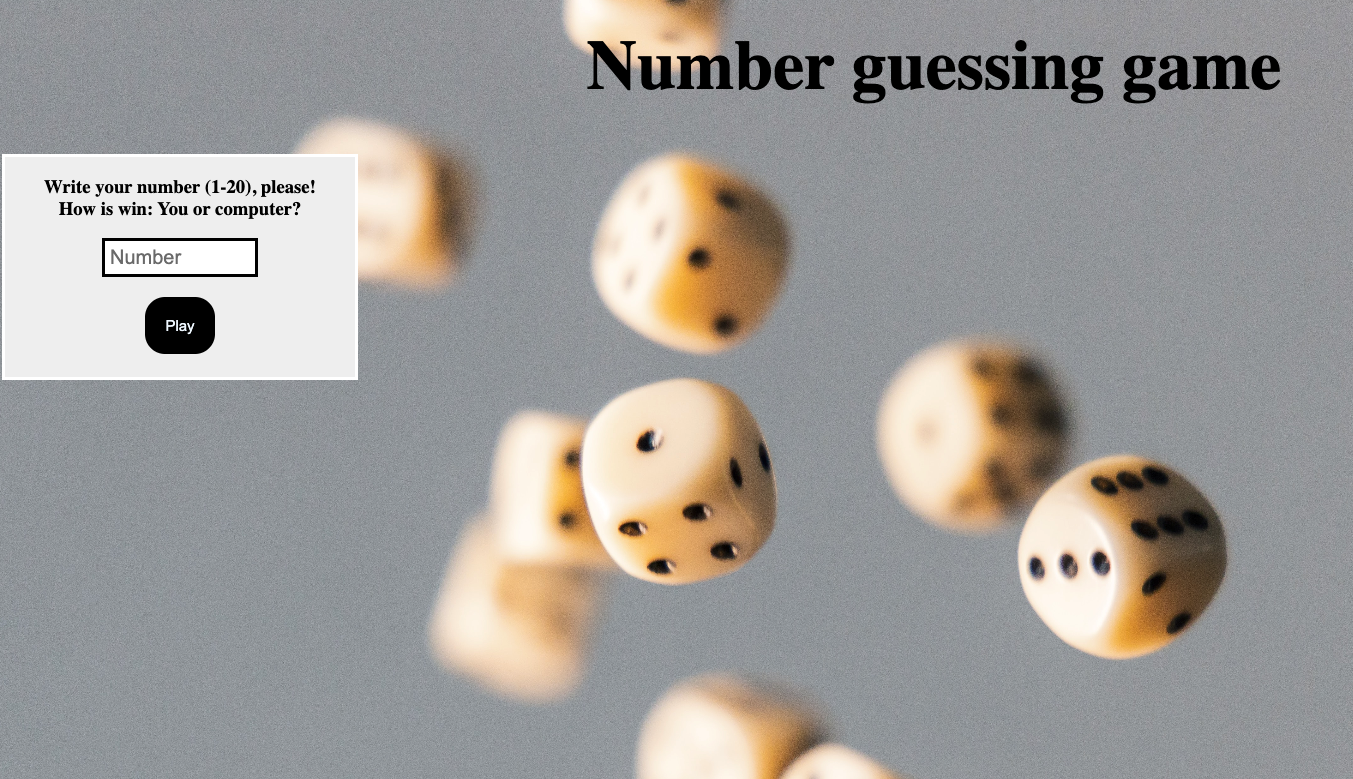 Number guessing game
Write your number (1-20), please!
How is win: You or computer?
Number
Play